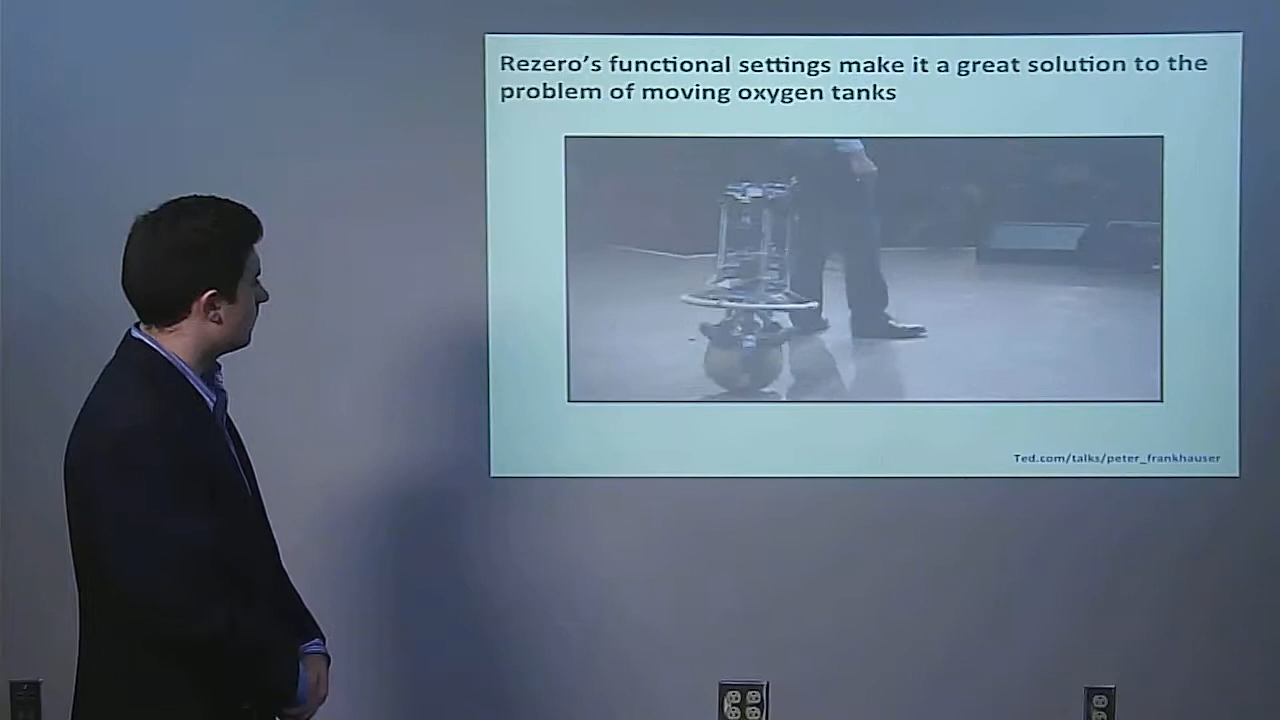 Rezero's functional settings make it a great solution to the
problem of moving oxygen tanks
Ted.com/talks/peter_frankhauser